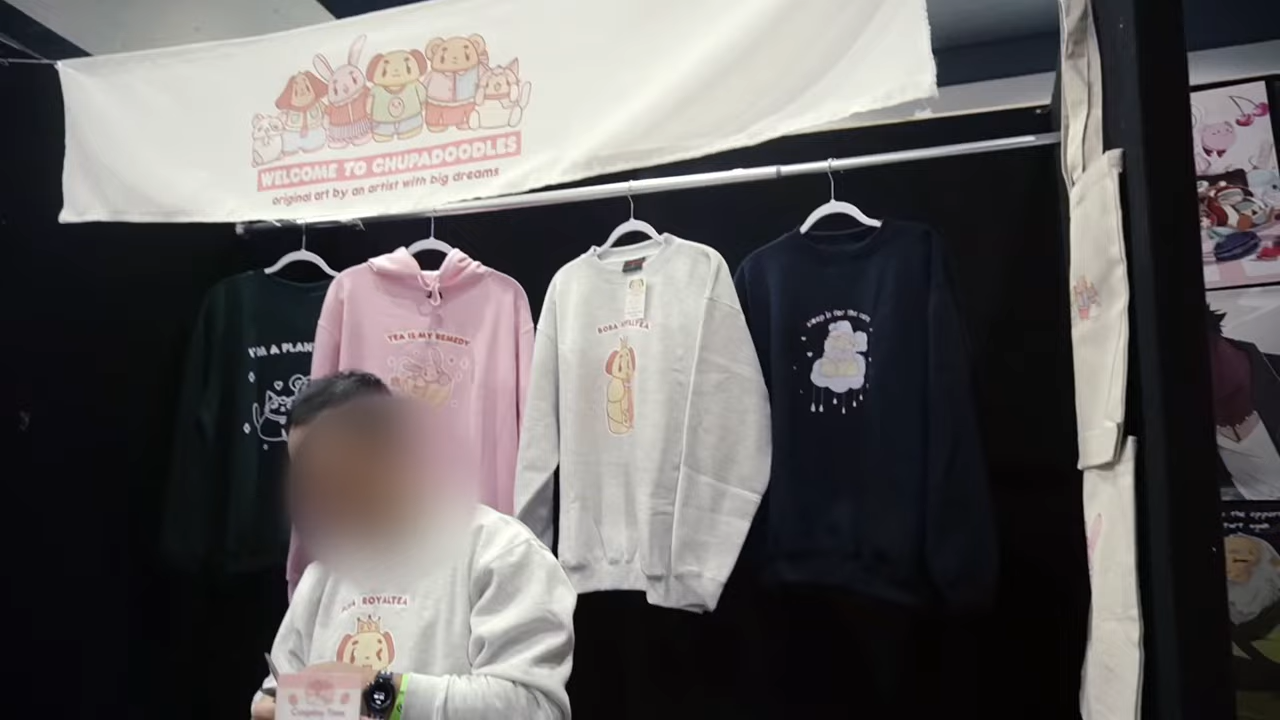 WELCOME TO CHUPADOODLES
original art by an artist with big dreams
I'M A PLANT
TEA IS MY REMEDY
BOBA ROYALTEA
sleep is for the cute
ROYALTEA